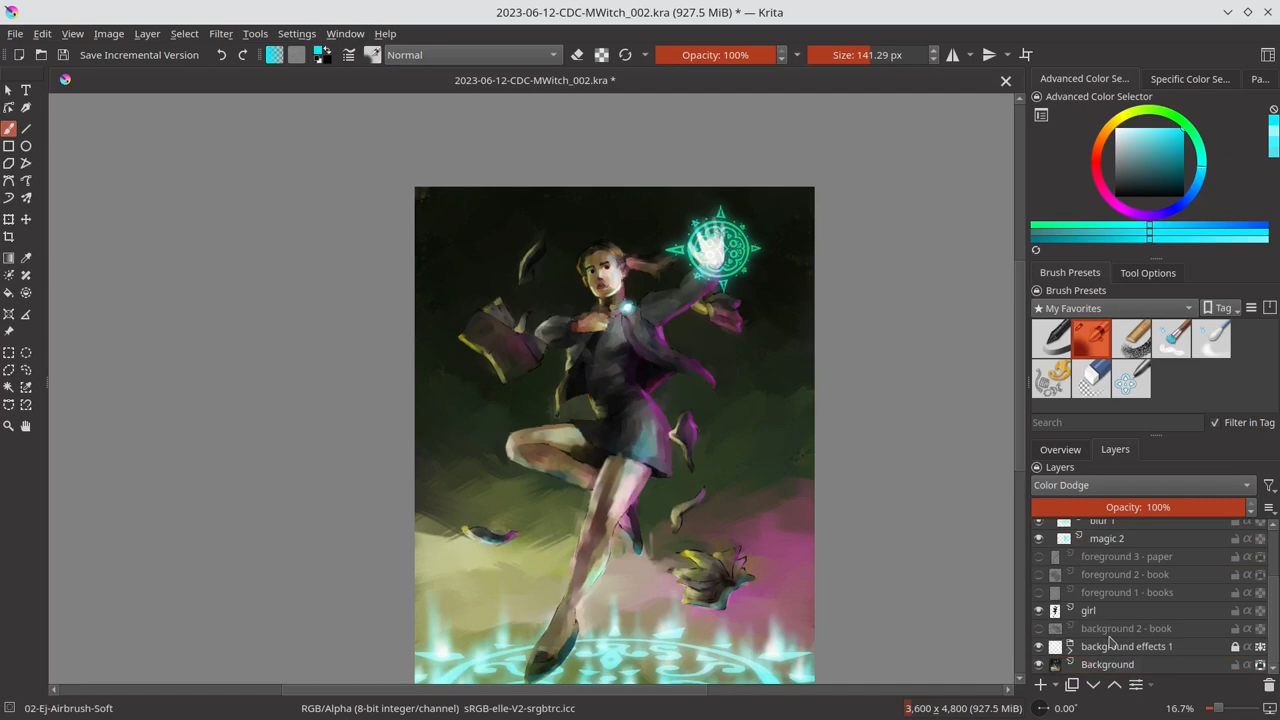 2023-06-12-CDC-MWitch_002.kra (927.5 MiB) * — Krita
File Edit View Image Layer Select Filter Tools Settings Window Help
Save Incremental Version Normal Opacity: 100% Size: 141.29 px
2023-06-12-CDC-MWitch_002.kra *
Advanced Color Se... Specific Color Se... Pa...
Advanced Color Selector
Brush Presets Tool Options
Brush Presets
★ My Favorites Tag
Search Filter in Tag
Overview Layers
Layers
Color Dodge
Opacity: 100%
blur 1
magic 2
foreground 3 - paper
foreground 2 - book
foreground 1 - books
girl
background 2 - book
background effects 1
Background
02-Ej-Airbrush-Soft RGB/Alpha (8-bit integer/channel) sRGB-elle-V2-srgbtrc.icc 3,600 x 4,800 (927.5 MiB) 0.00° 16.7%